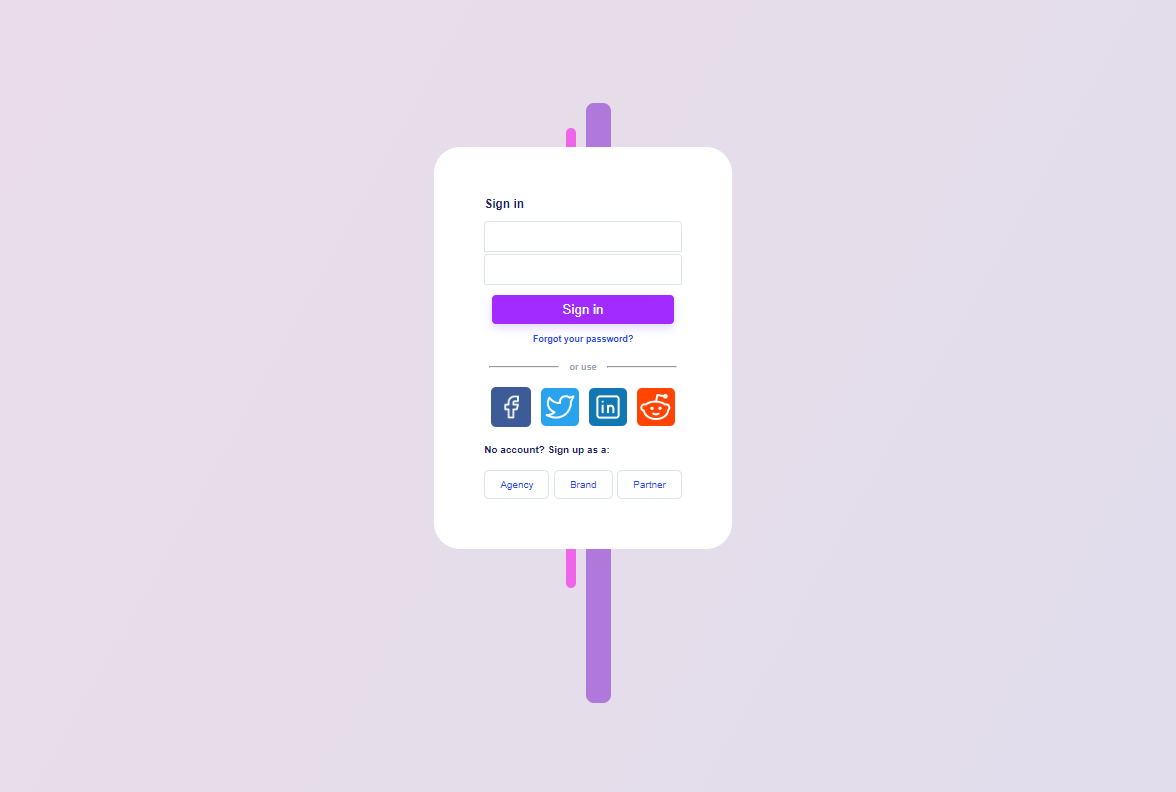 Sign in
Sign in
Forgot your password?
or use
No account? Sign up as a:
Agency Brand Partner